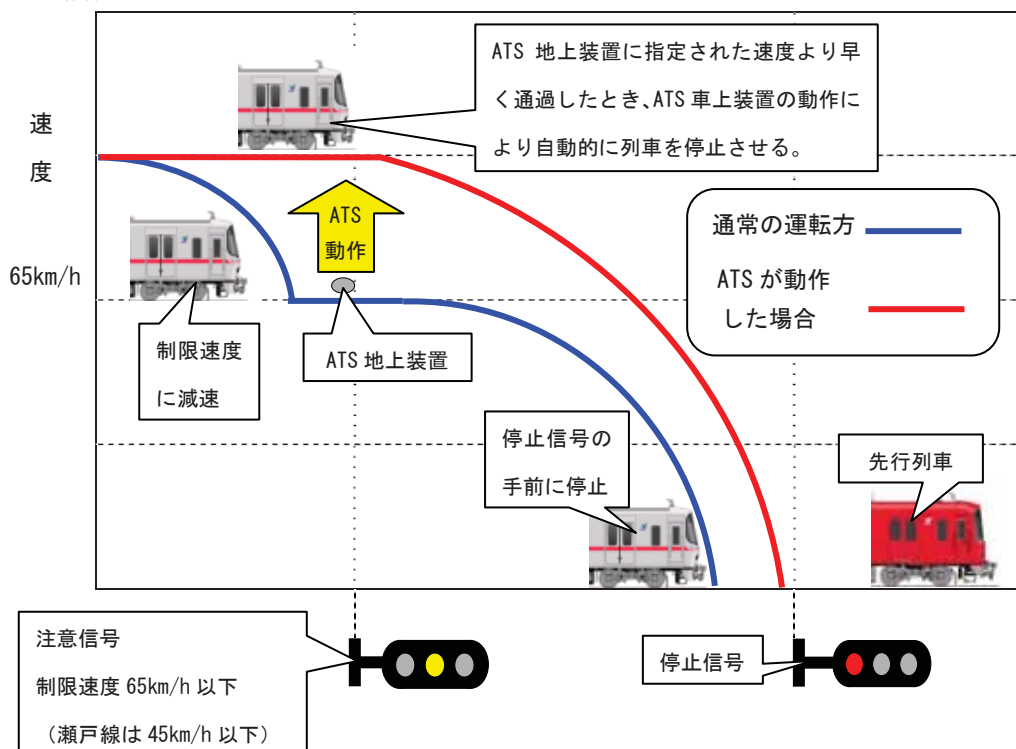 ATS 地上装置に指定された速度より早
く通過したとき、ATS 車上装置の動作に
より自動的に列車を停止させる。
速
度
ATS
動作
通常の運転方
ATS が動作
した場合
65km/h
制限速度
に減速
ATS 地上装置
停止信号の
手前に停止
先行列車
注意信号
制限速度 65km/h 以下
（瀬戸線は 45km/h 以下）
停止信号